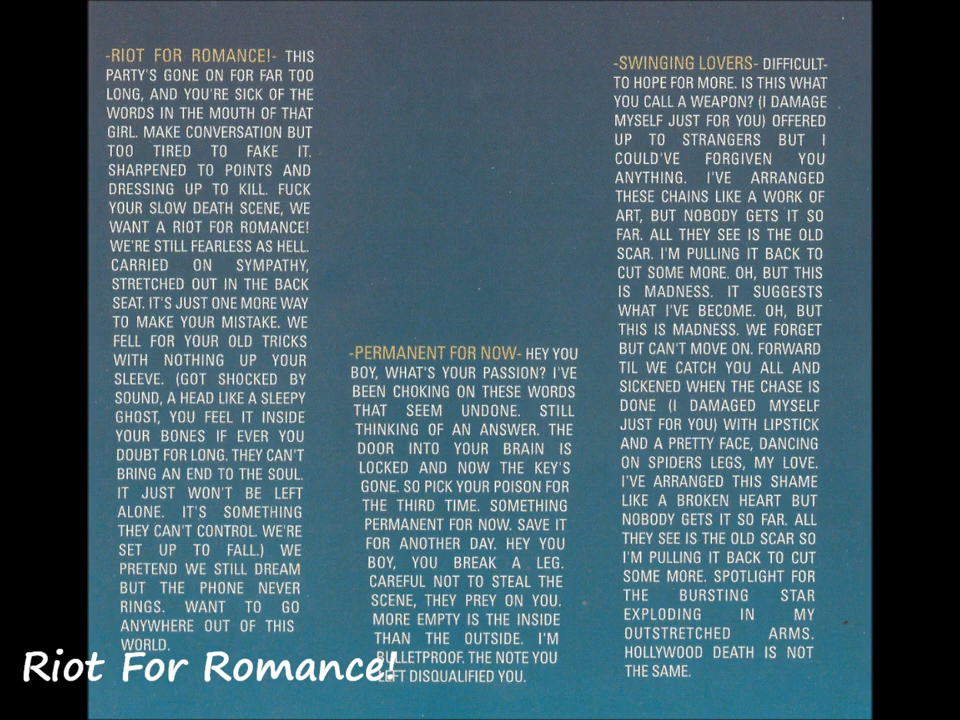 -RIOT FOR ROMANCE!- THIS
PARTY'S GONE ON FOR FAR TOO
LONG, AND YOU'RE SICK OF THE
WORDS IN THE MOUTH OF THAT
GIRL. MAKE CONVERSATION BUT
TOO TIRED TO FAKE IT.
SHARPENED TO POINTS AND
DRESSING UP TO KILL. FUCK
YOUR SLOW DEATH SCENE, WE
WANT A RIOT FOR ROMANCE!
WE'RE STILL FEARLESS AS HELL.
CARRIED ON SYMPATHY,
STRETCHED OUT IN THE BACK
SEAT. IT'S JUST ONE MORE WAY
TO MAKE YOUR MISTAKE. WE
FELL FOR YOUR OLD TRICKS
WITH NOTHING UP YOUR
SLEEVE. (GOT SHOCKED BY
SOUND, A HEAD LIKE A SLEEPY
GHOST, YOU FEEL IT INSIDE
YOUR BONES IF EVER YOU
DOUBT FOR LONG. THEY CAN'T
BRING AN END TO THE SOUL.
IT JUST WON'T BE LEFT
ALONE. IT'S SOMETHING
THEY CAN'T CONTROL. WE'RE
SET UP TO FALL.) WE
PRETEND WE STILL DREAM
BUT THE PHONE NEVER
RINGS. WANT TO GO
ANYWHERE OUT OF THIS
WORLD.
-PERMANENT FOR NOW- HEY YOU
BOY, WHAT'S YOUR PASSION? I'VE
BEEN CHOKING ON THESE WORDS
THAT SEEM UNDONE. STILL
THINKING OF AN ANSWER. THE
DOOR INTO YOUR BRAIN IS
LOCKED AND NOW THE KEY'S
GONE. SO PICK YOUR POISON FOR
THE THIRD TIME. SOMETHING
PERMANENT FOR NOW. SAVE IT
FOR ANOTHER DAY. HEY YOU
BOY, YOU BREAK A LEG.
CAREFUL NOT TO STEAL THE
SCENE, THEY PREY ON YOU.
MORE EMPTY IS THE INSIDE
THAN THE OUTSIDE. I'M
BULLETPROOF. THE NOTE YOU
LEFT DISQUALIFIED YOU.
-SWINGING LOVERS- DIFFICULT-
TO HOPE FOR MORE. IS THIS WHAT
YOU CALL A WEAPON? (I DAMAGE
MYSELF JUST FOR YOU) OFFERED
UP TO STRANGERS BUT I
COULD'VE FORGIVEN YOU
ANYTHING. I'VE ARRANGED
THESE CHAINS LIKE A WORK OF
ART, BUT NOBODY GETS IT SO
FAR. ALL THEY SEE IS THE OLD
SCAR. I'M PULLING IT BACK TO
CUT SOME MORE. OH, BUT THIS
IS MADNESS. IT SUGGESTS
WHAT I'VE BECOME. OH, BUT
THIS IS MADNESS. WE FORGET
BUT CAN'T MOVE ON. FORWARD
TIL WE CATCH YOU ALL AND
SICKENED WHEN THE CHASE IS
DONE (I DAMAGED MYSELF
JUST FOR YOU) WITH LIPSTICK
AND A PRETTY FACE, DANCING
ON SPIDERS LEGS, MY LOVE.
I'VE ARRANGED THIS SHAME
LIKE A BROKEN HEART BUT
NOBODY GETS IT SO FAR. ALL
THEY SEE IS THE OLD SCAR SO
I'M PULLING IT BACK TO CUT
SOME MORE. SPOTLIGHT FOR
THE BURSTING STAR
EXPLODING IN MY
OUTSTRETCHED ARMS.
HOLLYWOOD DEATH IS NOT
THE SAME.
Riot For Romance!